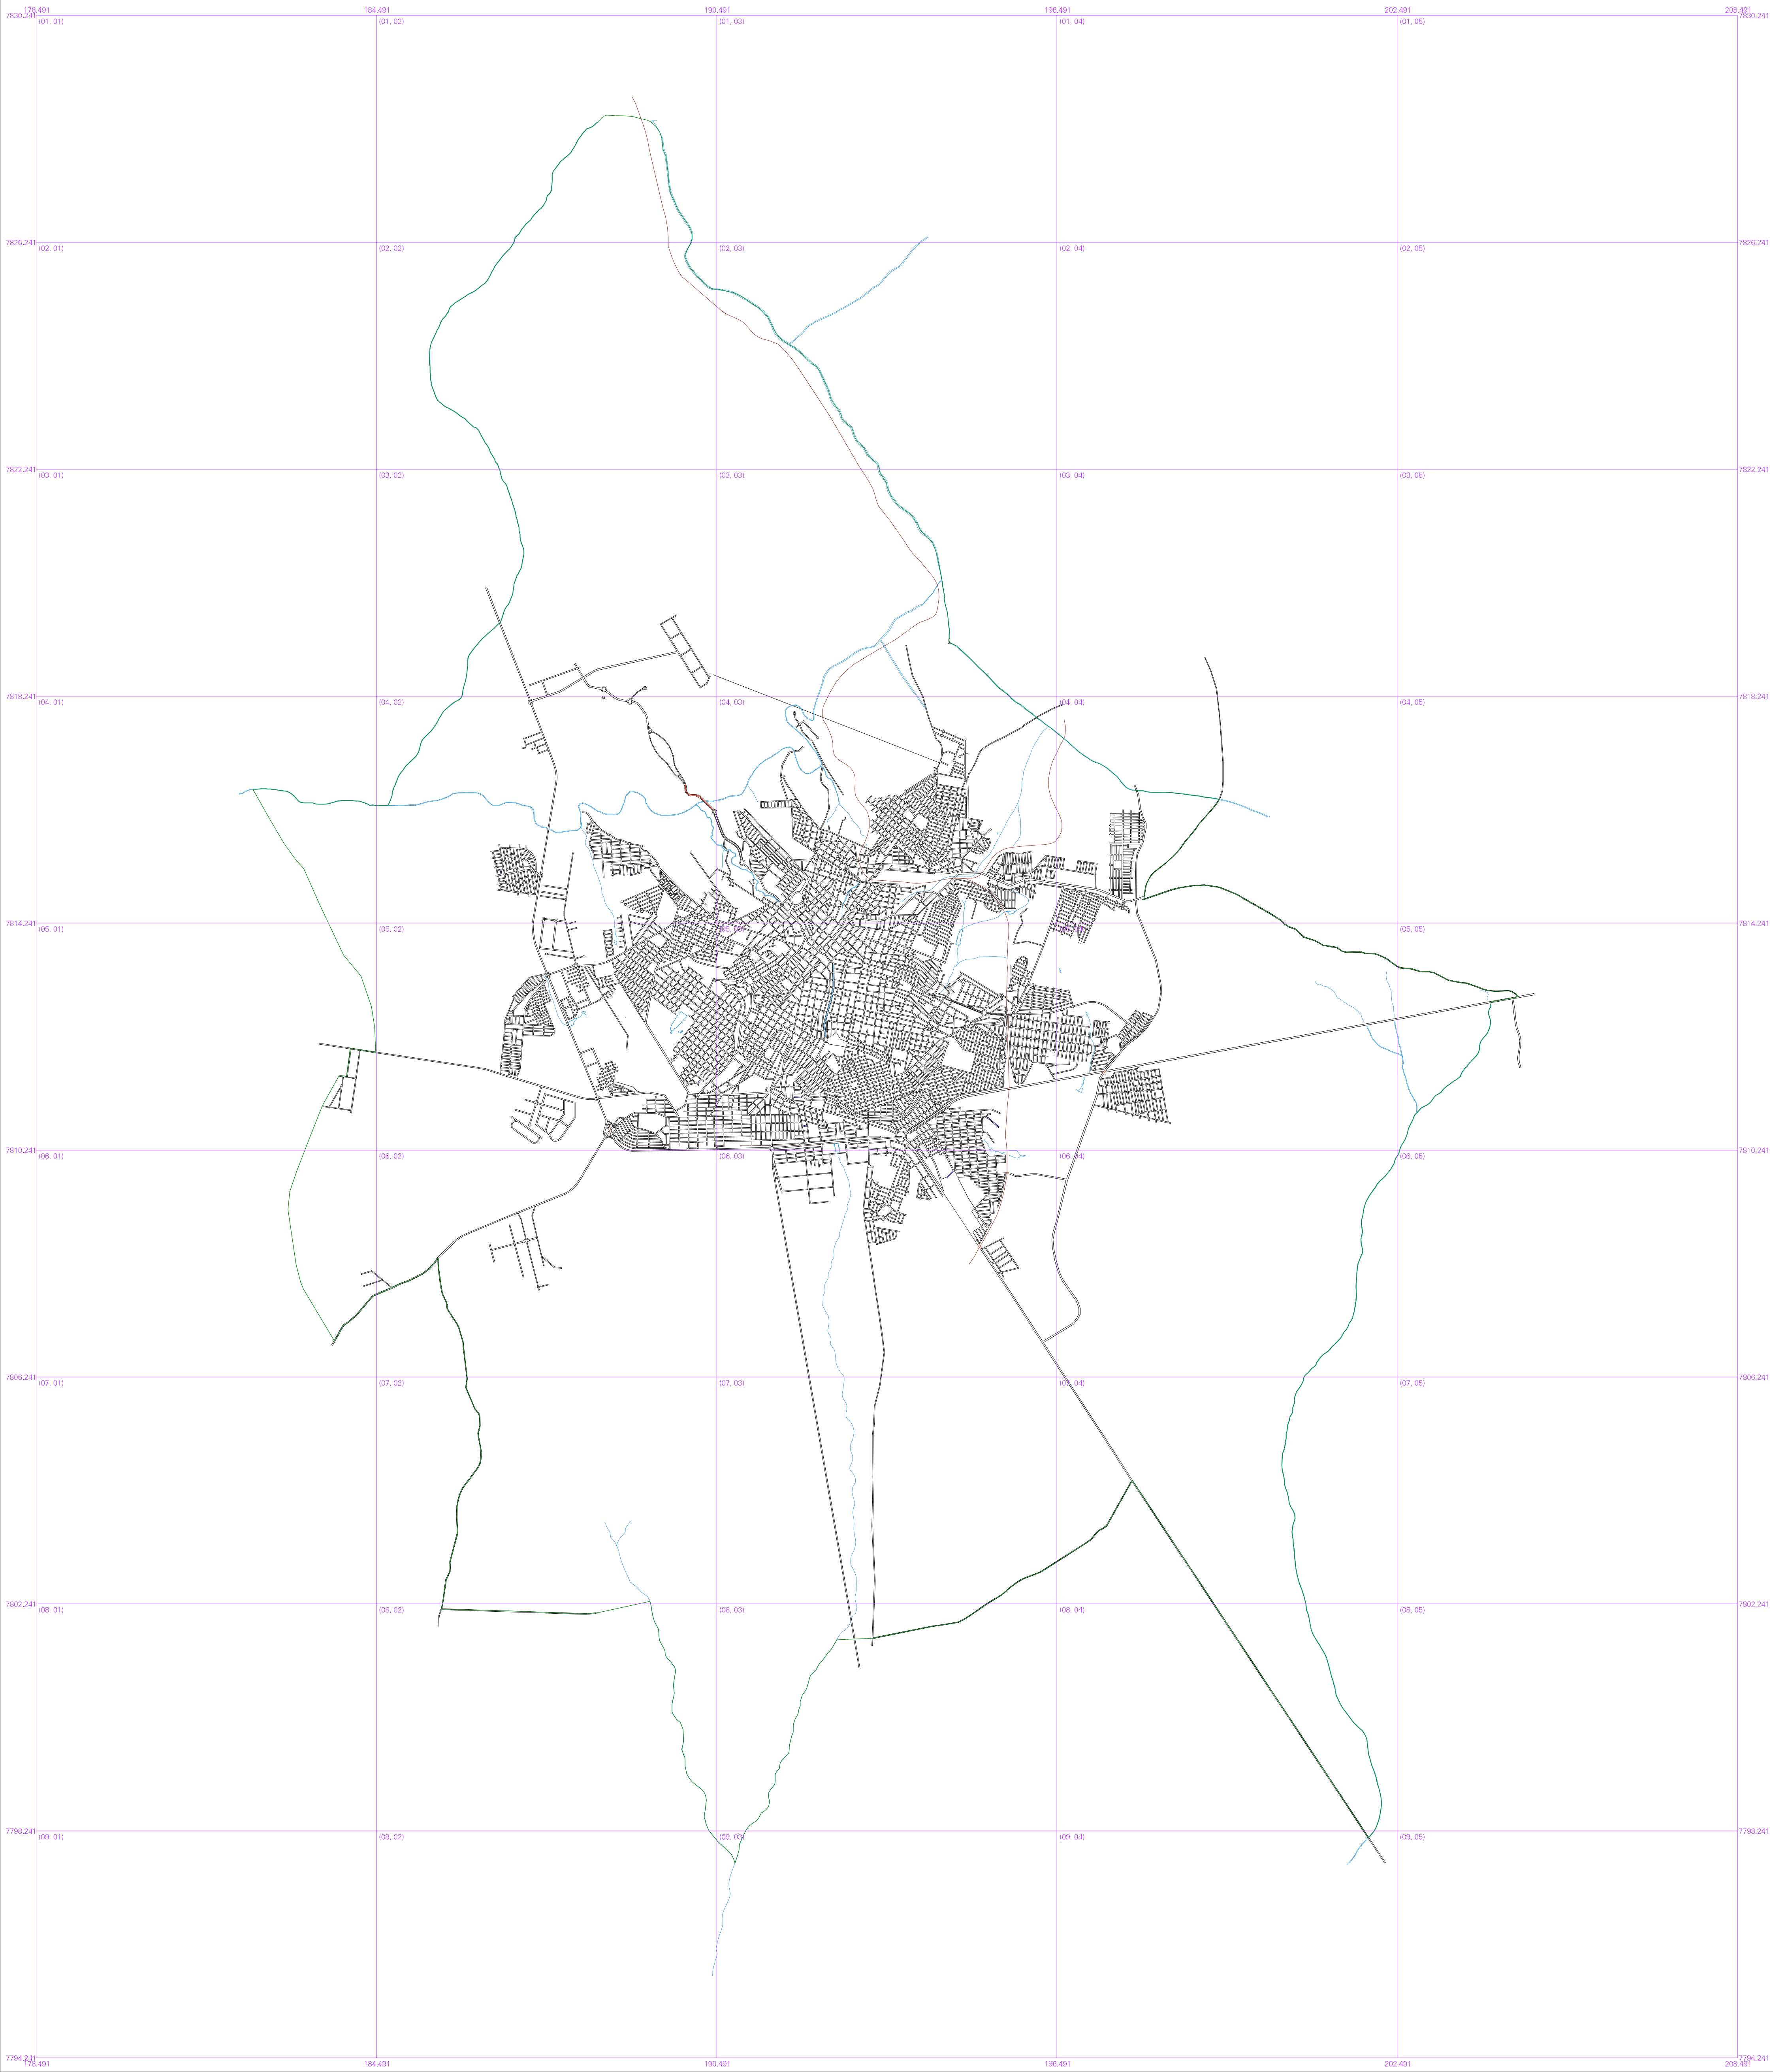 178.491 184.491 190.491 196.491 202.491 208.491
7830.241 7830.241
(01, 01) (01, 02) (01, 03) (01, 04) (01, 05)
7826.241 7826.241
(02, 01) (02, 02) (02, 03) (02, 04) (02, 05)
7822.241 7822.241
(03, 01) (03, 02) (03, 03) (03, 04) (03, 05)
7818.241 7818.241
(04, 01) (04, 02) (04, 03) (04, 04) (04, 05)
7814.241 7814.241
(05, 01) (05, 02) (05, 05)
7810.241 7810.241
(06, 01) (06, 02) (06, 03) (06, 04) (06, 05)
7806.241 7806.241
(07, 01) (07, 02) (07, 03) (07, 04) (07, 05)
7802.241 7802.241
(08, 01) (08, 02) (08, 03) (08, 04) (08, 05)
7798.241 7798.241
(09, 01) (09, 02) (09, 03) (09, 04) (09, 05)
7794.241 7794.241
178.491 184.491 190.491 196.491 202.491 208.491